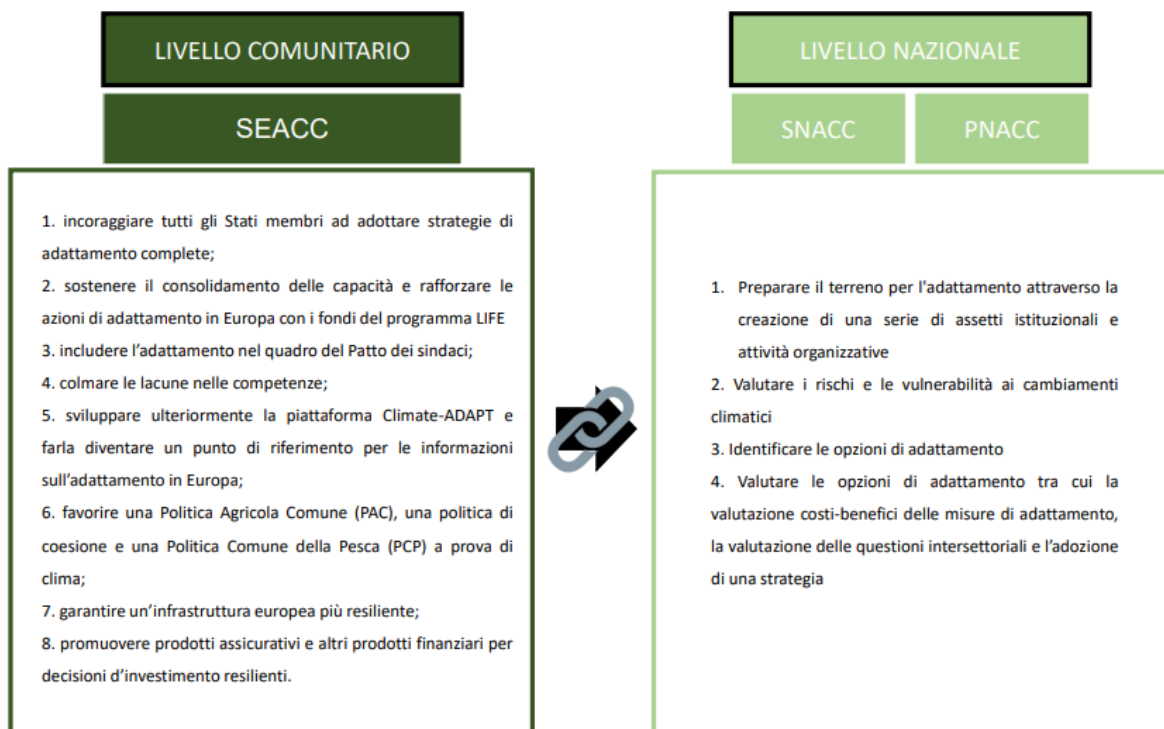 LIVELLO COMUNITARIO
SEACC
1. incoraggiare tutti gli Stati membri ad adottare strategie di
adattamento complete;
2. sostenere il consolidamento delle capacità e rafforzare le
azioni di adattamento in Europa con i fondi del programma LIFE
3. includere l'adattamento nel quadro del Patto dei sindaci;
4. colmare le lacune nelle competenze;
5. sviluppare ulteriormente la piattaforma Climate-ADAPT e
farla diventare un punto di riferimento per le informazioni
sull'adattamento in Europa;
6. favorire una Politica Agricola Comune (PAC), una politica di
coesione e una Politica Comune della Pesca (PCP) a prova di
clima;
7. garantire un'infrastruttura europea più resiliente;
8. promuovere prodotti assicurativi e altri prodotti finanziari per
decisioni d'investimento resilienti.
LIVELLO NAZIONALE
SNACC
PNACC
1. Preparare il terreno per l'adattamento attraverso la
creazione di una serie di assetti istituzionali e
attività organizzative
2. Valutare i rischi e le vulnerabilità ai cambiamenti
climatici
3. Identificare le opzioni di adattamento
4. Valutare le opzioni di adattamento tra cui la
valutazione costi-benefici delle misure di adattamento,
la valutazione delle questioni intersettoriali e l'adozione
di una strategia